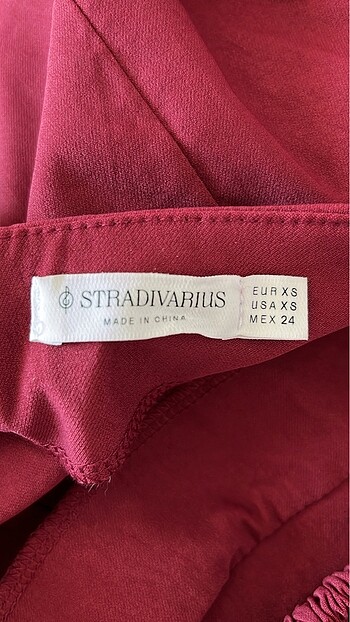 STRADIVARIUS
MADE IN CHINA
EUR XS
USA XS
MEX 24